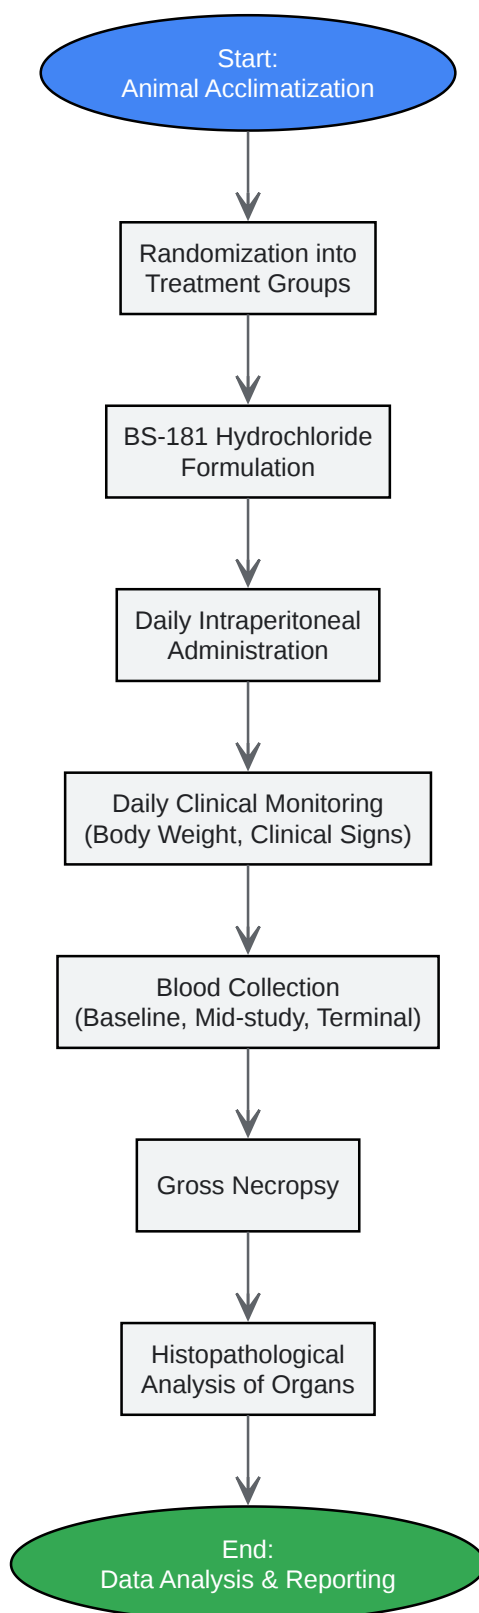 Start:
Animal Acclimatization
Randomization into
Treatment Groups
BS-181 Hydrochloride
Formulation
Daily Intraperitoneal
Administration
Daily Clinical Monitoring
(Body Weight, Clinical Signs)
Blood Collection
(Baseline, Mid-study, Terminal)
Gross Necropsy
Histopathological
Analysis of Organs
End:
Data Analysis & Reporting